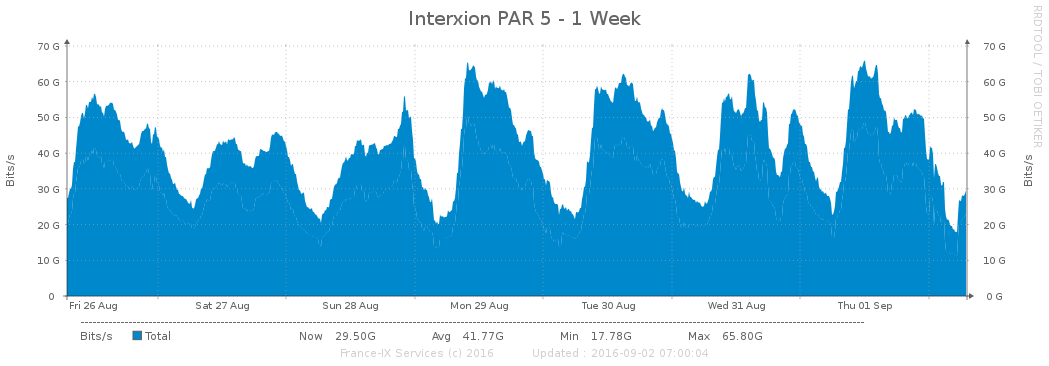 Interxion PAR 5 - 1 Week
RRDTOOL / TOBI OETIKER
70 G 70 G
60 G 60 G
50 G 50 G
40 G 40 G
30 G 30 G
20 G 20 G
10 G 10 G
0 0 G
Bits/s
Bits/s
Fri 26 Aug Sat 27 Aug Sun 28 Aug Mon 29 Aug Tue 30 Aug Wed 31 Aug Thu 01 Sep
Bits/s Total Now 29.50G Avg 41.77G Min 17.78G Max 65.80G
France-IX Services (c) 2016 Updated : 2016-09-02 07:00:04